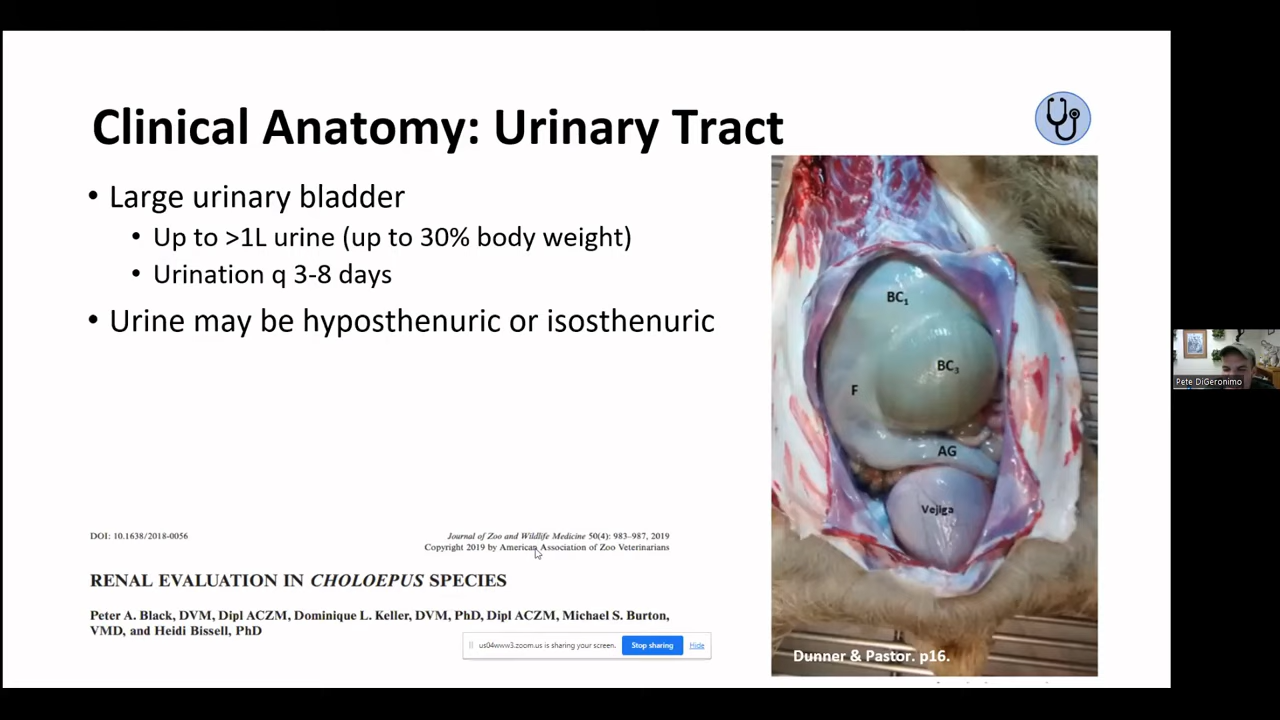 Clinical Anatomy: Urinary Tract
• Large urinary bladder
• Up to >1L urine (up to 30% body weight)
• Urination q 3-8 days
• Urine may be hyposthenuric or isosthenuric
BC₁
BC₃
F
AG
Vejiga
Dunner & Pastor. p16.
DOI: 10.1638/2018-0056
Journal of Zoo and Wildlife Medicine 50(4): 983–987, 2019
Copyright 2019 by American Association of Zoo Veterinarians
RENAL EVALUATION IN CHOLOEPUS SPECIES
Peter A. Black, DVM, Dipl ACZM, Dominique L. Keller, DVM, PhD, Dipl ACZM, Michael S. Burton,
VMD, and Heidi Bissell, PhD
us04www3.zoom.us is sharing your screen.
Stop sharing
Hide
Pete DiGeronimo